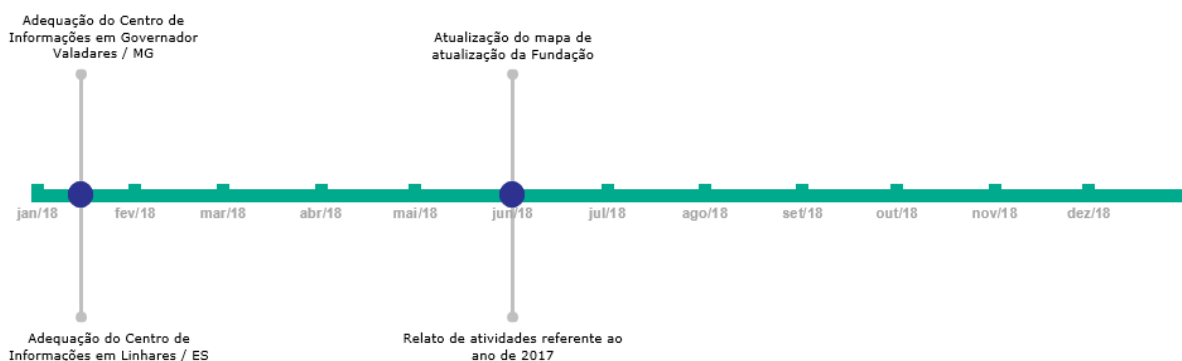 Adequação do Centro de
Informações em Governador
Valadares / MG
Atualização do mapa de
atualização da Fundação
jan/18 fev/18 mar/18 abr/18 mai/18 jun/18 jul/18 ago/18 set/18 out/18 nov/18 dez/18
Adequação do Centro de
Informações em Linhares / ES
Relato de atividades referente ao
ano de 2017